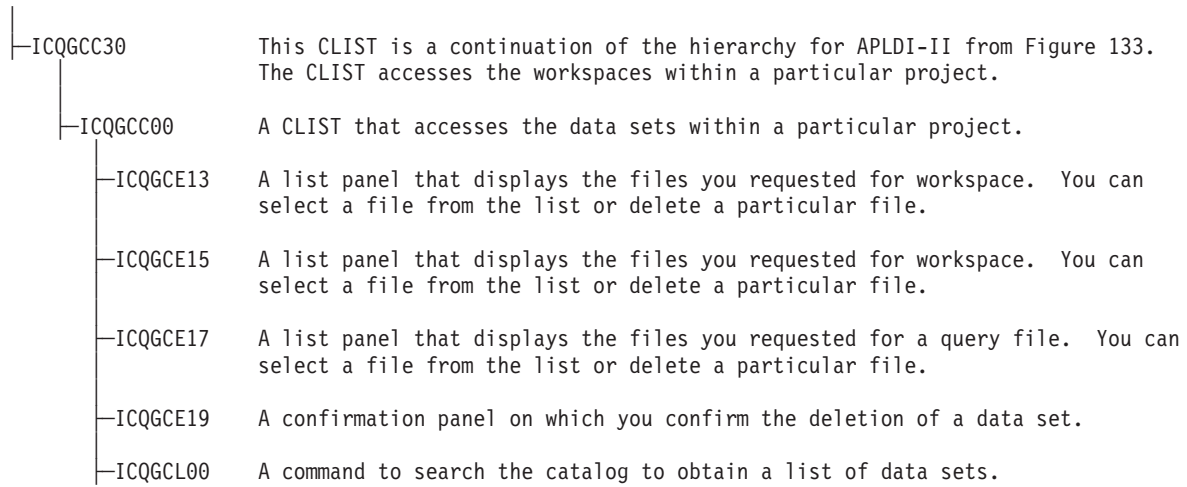 ICQGCC30 This CLIST is a continuation of the hierarchy for APLDI-II from Figure 133.
The CLIST accesses the workspaces within a particular project.
ICQGCC00 A CLIST that accesses the data sets within a particular project.
ICQGCE13 A list panel that displays the files you requested for workspace. You can
select a file from the list or delete a particular file.
ICQGCE15 A list panel that displays the files you requested for workspace. You can
select a file from the list or delete a particular file.
ICQGCE17 A list panel that displays the files you requested for a query file. You can
select a file from the list or delete a particular file.
ICQGCE19 A confirmation panel on which you confirm the deletion of a data set.
ICQGCL00 A command to search the catalog to obtain a list of data sets.